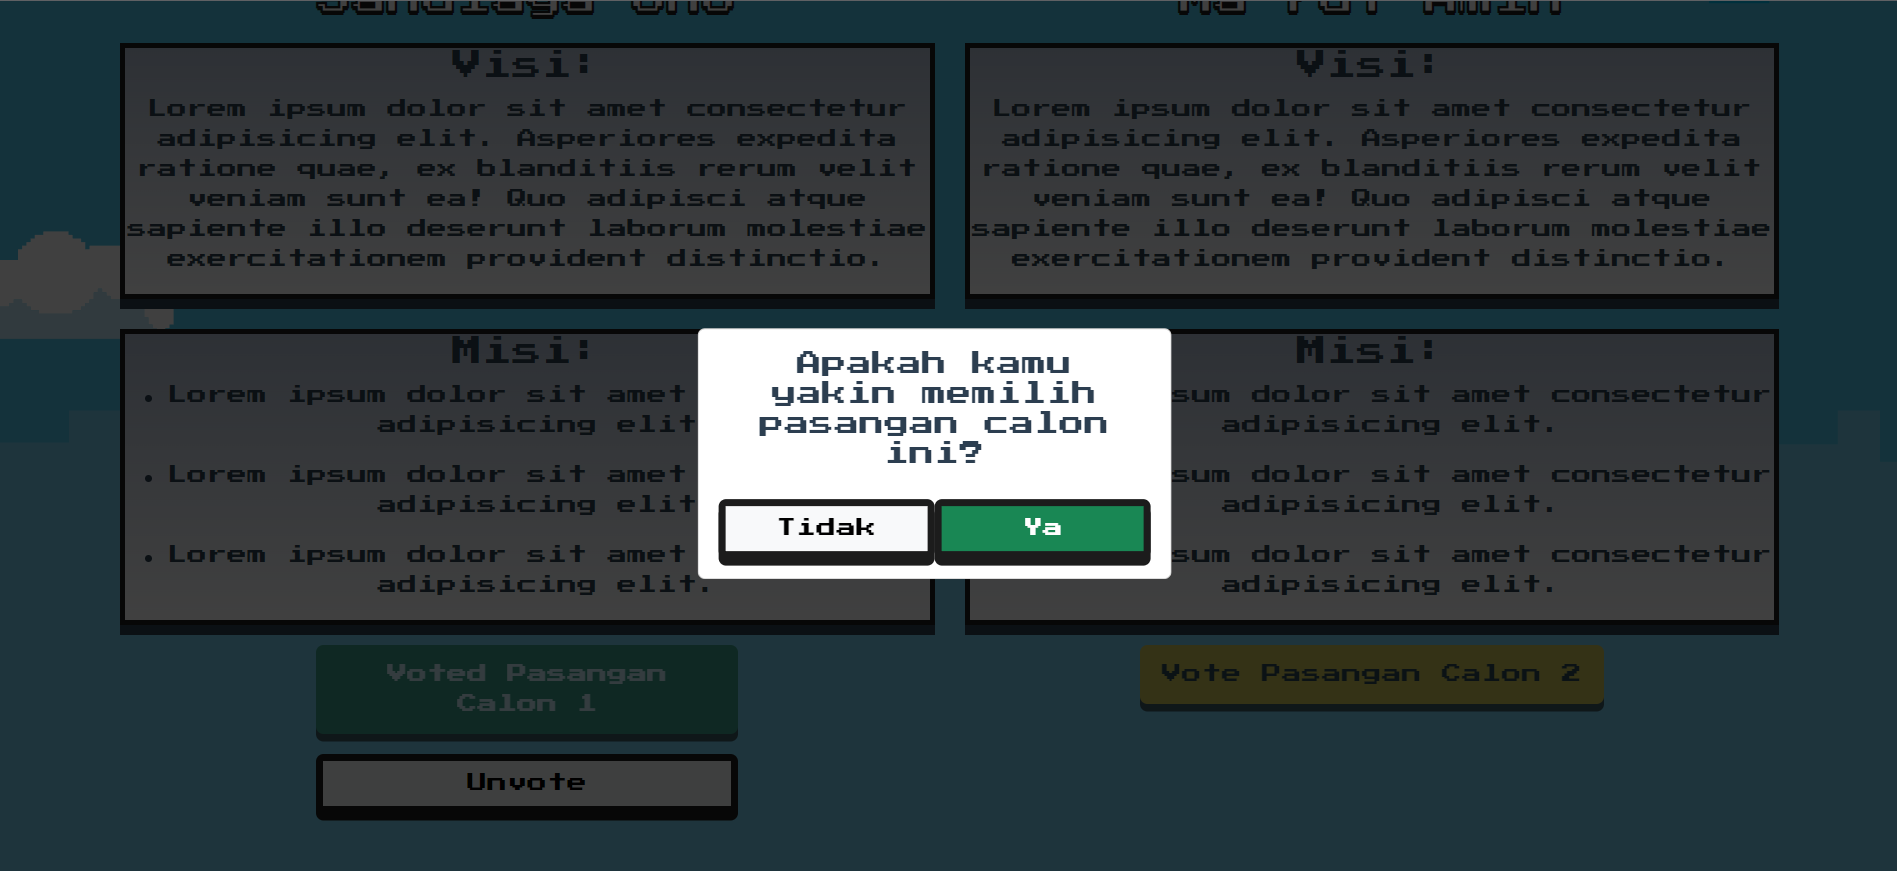 Sandiaga Uno
Ma'ruf Amin
Visi:
Lorem ipsum dolor sit amet consectetur
adipisicing elit. Asperiores expedita
ratione quae, ex blanditiis rerum velit
veniam sunt ea! Quo adipisci atque
sapiente illo deserunt laborum molestiae
exercitationem provident distinctio.
Visi:
Lorem ipsum dolor sit amet consectetur
adipisicing elit. Asperiores expedita
ratione quae, ex blanditiis rerum velit
veniam sunt ea! Quo adipisci atque
sapiente illo deserunt laborum molestiae
exercitationem provident distinctio.
Misi:
• Lorem ipsum dolor sit amet
adipisicing elit
• Lorem ipsum dolor sit amet
adipisicing elit
• Lorem ipsum dolor sit amet
adipisicing elit.
Misi:
sum dolor sit amet consectetur
adipisicing elit.
sum dolor sit amet consectetur
adipisicing elit.
sum dolor sit amet consectetur
adipisicing elit.
Apakah kamu
yakin memilih
pasangan calon
ini?
Tidak
Ya
Voted Pasangan
Calon 1
Unvote
Vote Pasangan Calon 2